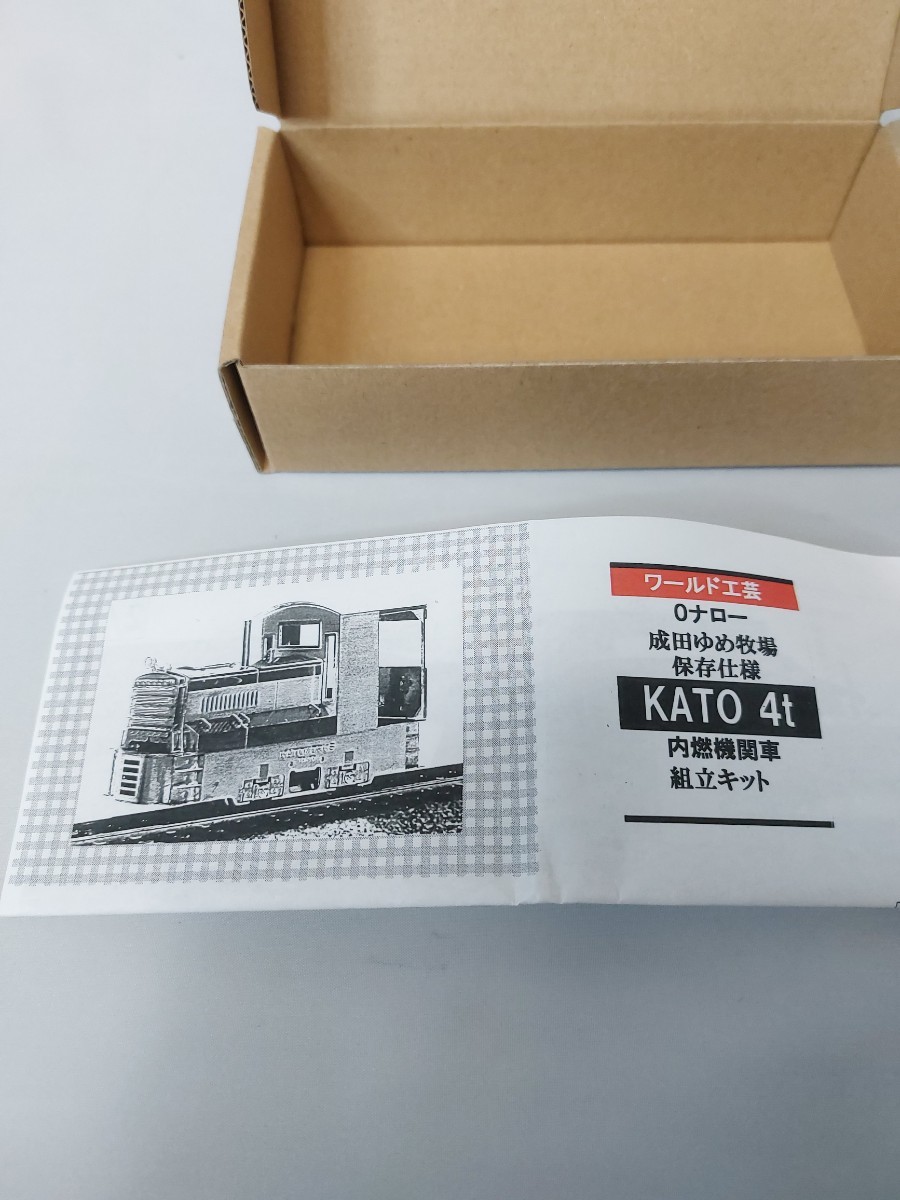 ワールド工芸
Oナロー
成田ゆめ牧場
保存仕様
KATO 4t
内燃機関車
組立キット